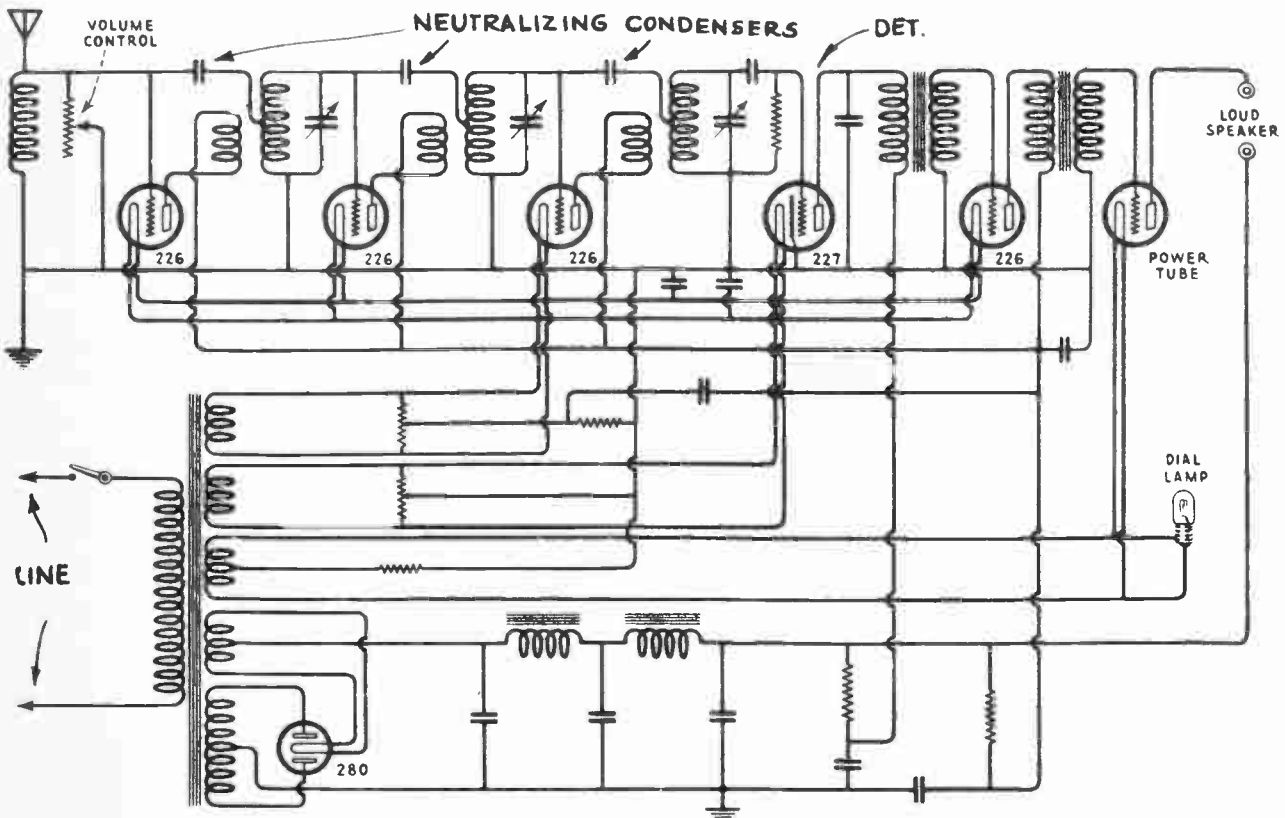 VOLUME
CONTROL
NEUTRALIZING CONDENSERS
DET.
LOUD
SPEAKER
226
226
226
227
226
POWER
TUBE
DIAL
LAMP
LINE
280